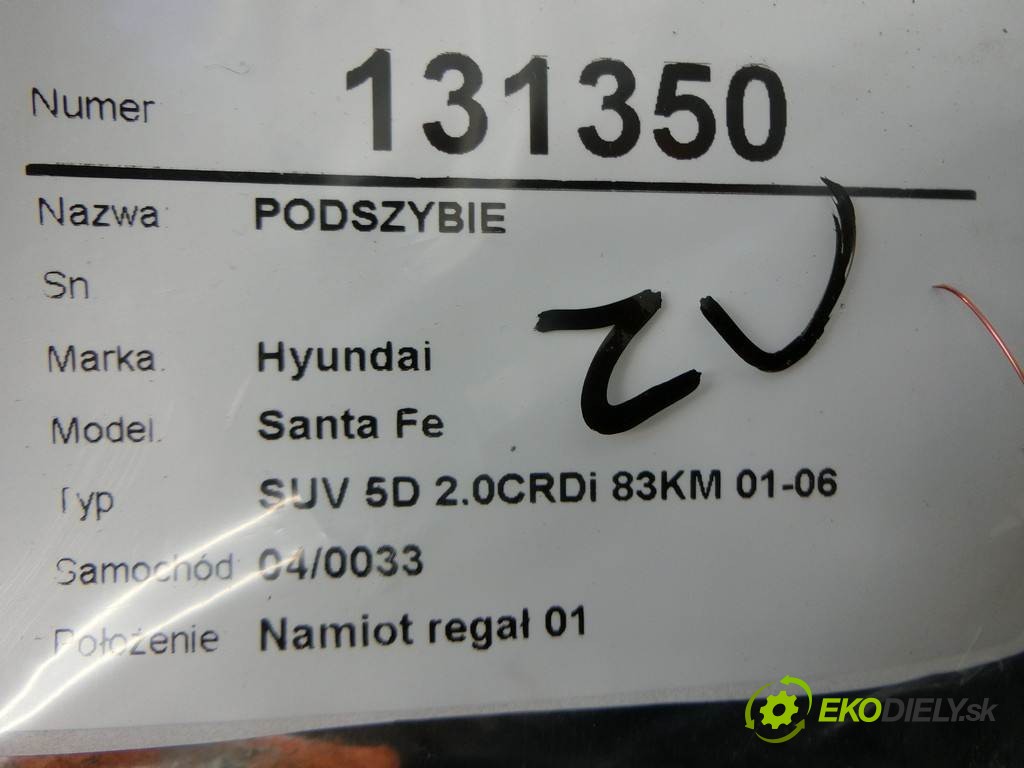 Numer 131350
Nazwa PODSZYBIE
Sn
Marka Hyundai
Model Santa Fe
Typ SUV 5D 2.0CRDi 83KM 01-06
Samochód 04/0033
Położenie Namiot regał 01
EKODIELY.sk